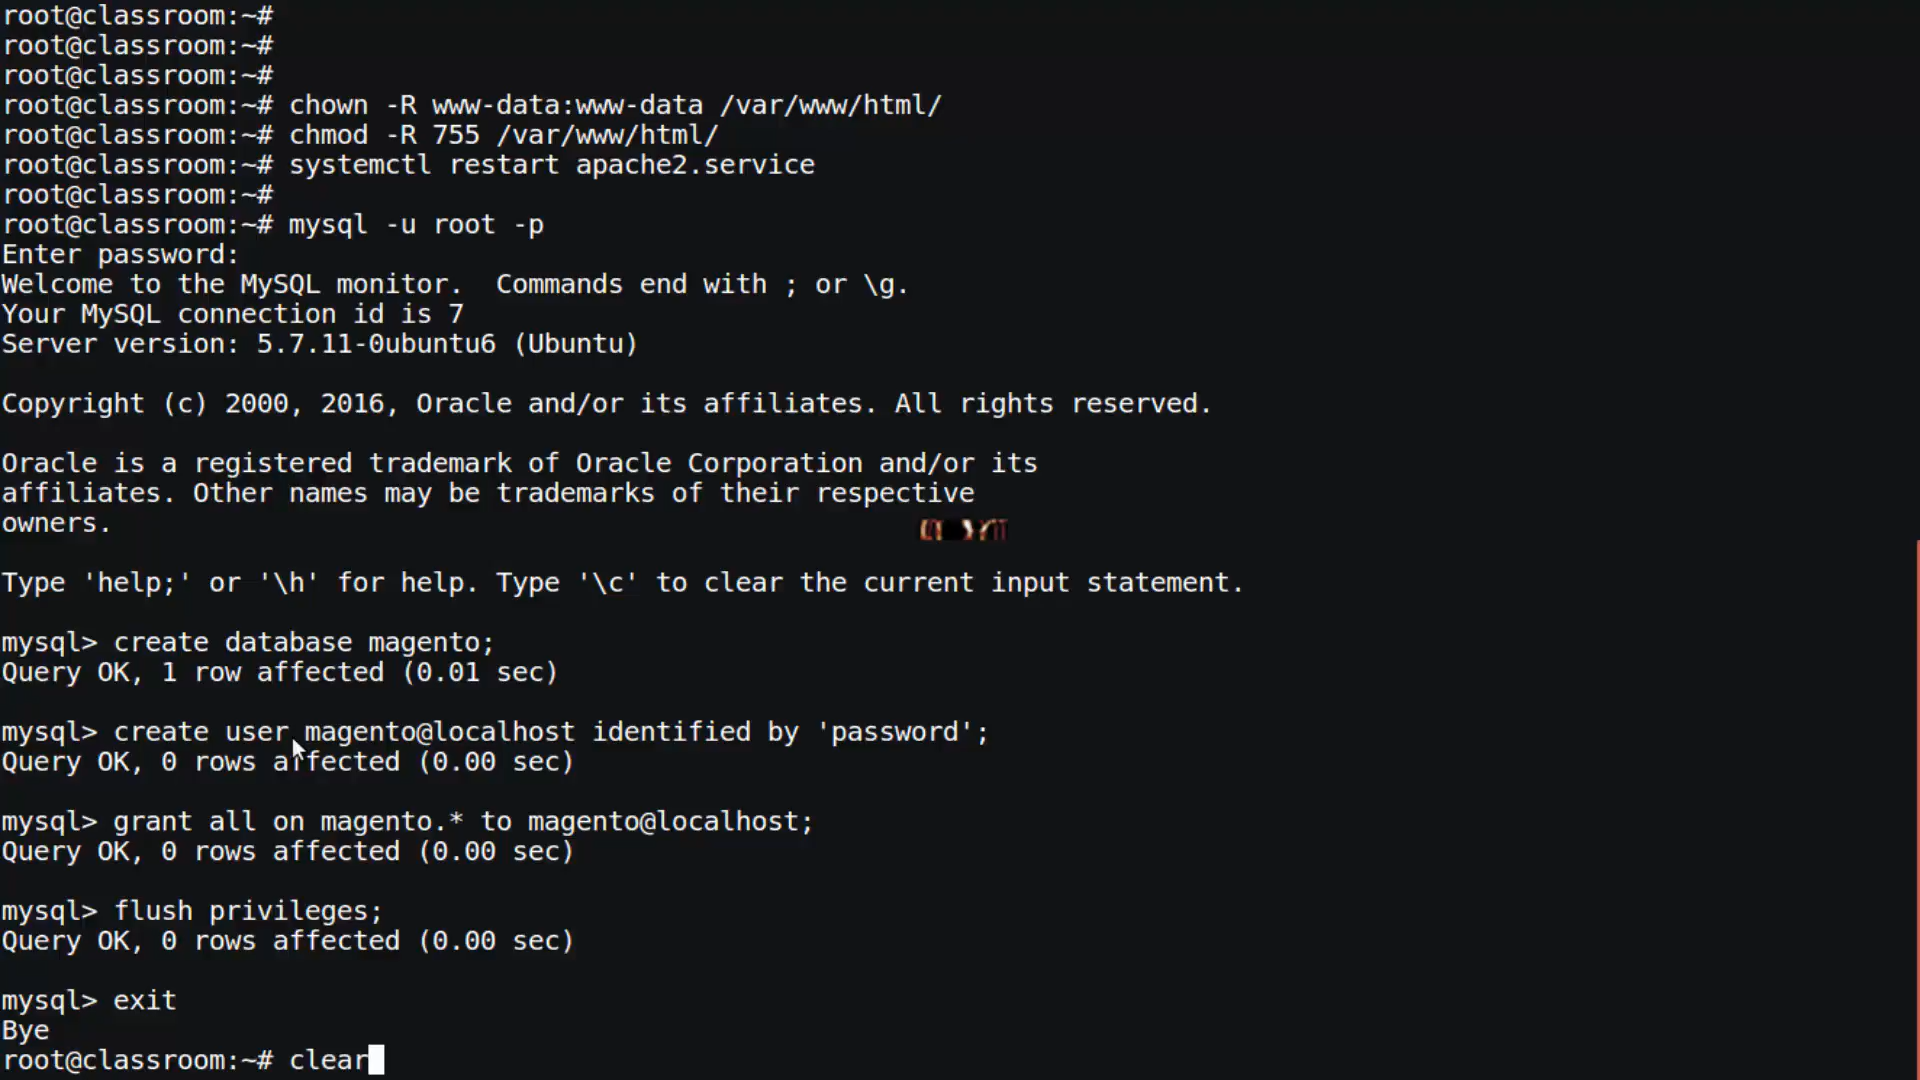 root@classroom:~#
root@classroom:~#
root@classroom:~#
root@classroom:~# chown -R www-data:www-data /var/www/html/
root@classroom:~# chmod -R 755 /var/www/html/
root@classroom:~# systemctl restart apache2.service
root@classroom:~#
root@classroom:~# mysql -u root -p
Enter password:
Welcome to the MySQL monitor.  Commands end with ; or \g.
Your MySQL connection id is 7
Server version: 5.7.11-0ubuntu6 (Ubuntu)
Copyright (c) 2000, 2016, Oracle and/or its affiliates. All rights reserved.
Oracle is a registered trademark of Oracle Corporation and/or its
affiliates. Other names may be trademarks of their respective
owners.
Type 'help;' or '\h' for help. Type '\c' to clear the current input statement.
mysql> create database magento;
Query OK, 1 row affected (0.01 sec)
mysql> create user magento@localhost identified by 'password';
Query OK, 0 rows affected (0.00 sec)
mysql> grant all on magento.* to magento@localhost;
Query OK, 0 rows affected (0.00 sec)
mysql> flush privileges;
Query OK, 0 rows affected (0.00 sec)
mysql> exit
Bye
root@classroom:~# clear